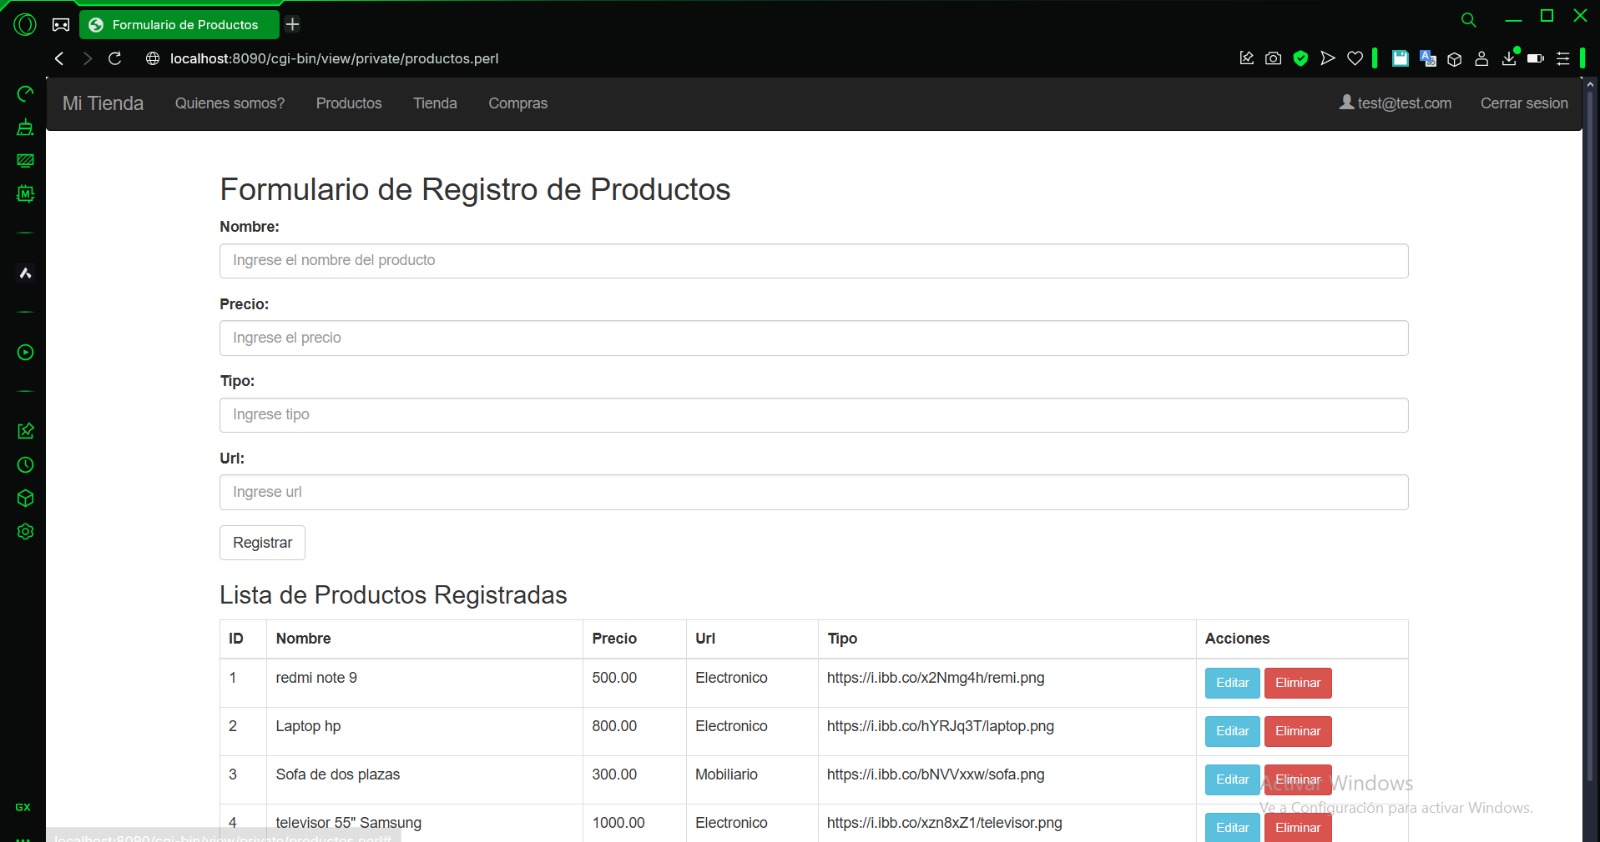 Formulario de Productos
localhost:8090/cgi-bin/view/private/productos.perl
Mi Tienda Quienes somos? Productos Tienda Compras test@test.com Cerrar sesion
Formulario de Registro de Productos
Nombre:
Ingrese el nombre del producto
Precio:
Ingrese el precio
Tipo:
Ingrese tipo
Url:
Ingrese url
Registrar
Lista de Productos Registradas
ID Nombre Precio Url Tipo Acciones
1 redmi note 9 500.00 Electronico https://i.ibb.co/x2Nmg4h/remi.png Editar Eliminar
2 Laptop hp 800.00 Electronico https://i.ibb.co/hYRJq3T/laptop.png Editar Eliminar
3 Sofa de dos plazas 300.00 Mobiliario https://i.ibb.co/bNVVxxw/sofa.png Editar Eliminar
Activar Windows
Ve a Configuración para activar Windows.
4 televisor 55" Samsung 1000.00 Electronico https://i.ibb.co/xzn8xZ1/televisor.png Editar Eliminar
GX
localhost:8090/cgi-bin/view/private/productos.perl#